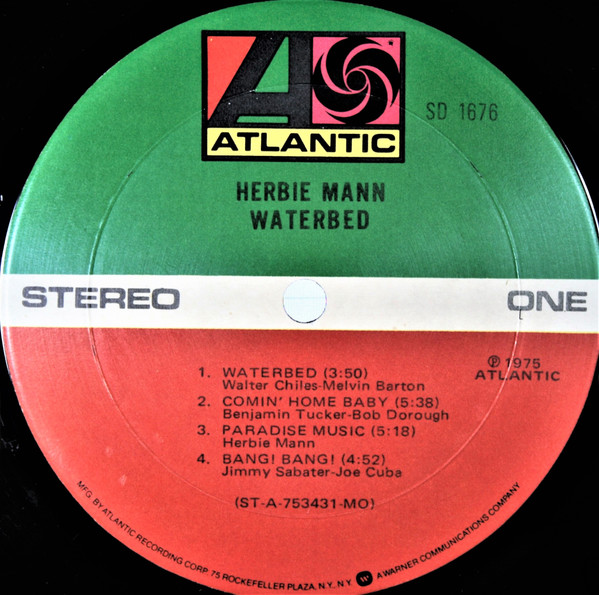 ATLANTIC
SD 1676
HERBIE MANN
WATERBED
STEREO
ONE
℗ 1975
ATLANTIC
1. WATERBED (3:50)
Walter Chiles-Melvin Barton
2. COMIN' HOME BABY (5:38)
Benjamin Tucker-Bob Dorough
3. PARADISE MUSIC (5:18)
Herbie Mann
4. BANG! BANG! (4:52)
Jimmy Sabater-Joe Cuba
(ST-A-753431-MO)
MFG. BY ATLANTIC RECORDING CORP. 75 ROCKEFELLER PLAZA, N.Y., N.Y. W A WARNER COMMUNICATIONS COMPANY